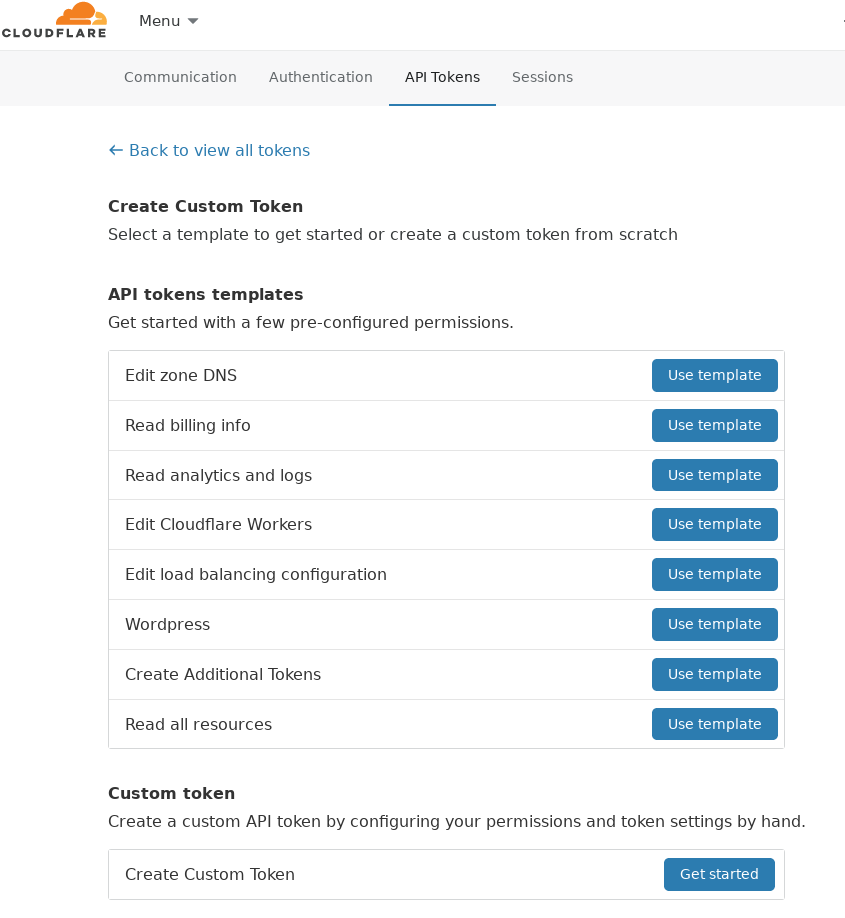 CLOUDFLARE
Menu
Communication Authentication API Tokens Sessions
← Back to view all tokens
Create Custom Token
Select a template to get started or create a custom token from scratch
API tokens templates
Get started with a few pre-configured permissions.
Edit zone DNS Use template
Read billing info Use template
Read analytics and logs Use template
Edit Cloudflare Workers Use template
Edit load balancing configuration Use template
Wordpress Use template
Create Additional Tokens Use template
Read all resources Use template
Custom token
Create a custom API token by configuring your permissions and token settings by hand.
Create Custom Token Get started